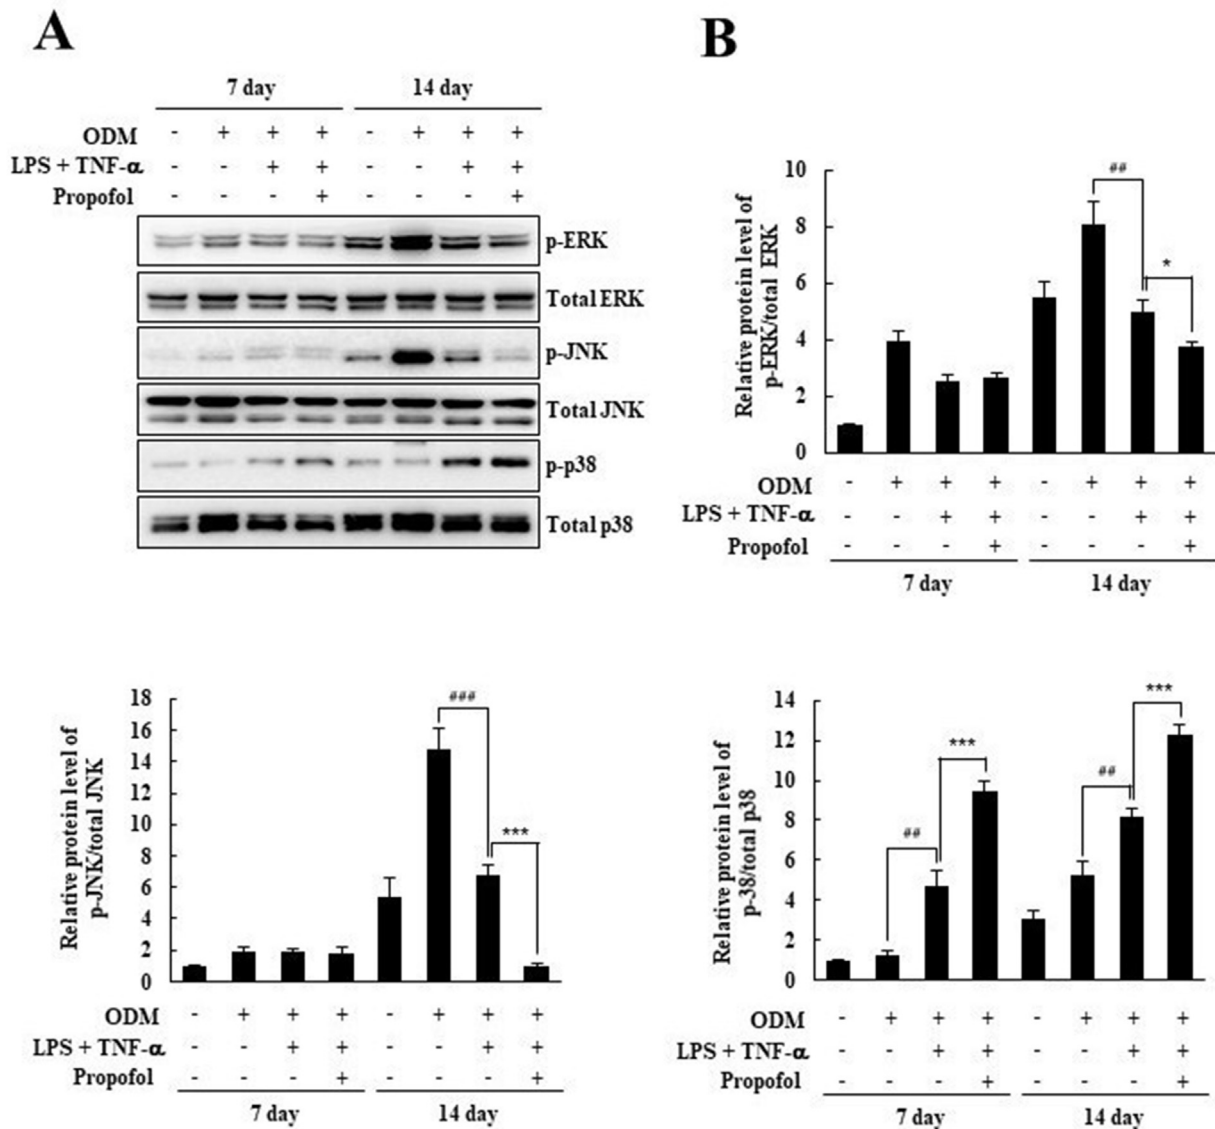 A
7 day 14 day
ODM - + + + - + + +
LPS + TNF-α - - + + - - + +
Propofol - - - + - - - +
p-ERK
Total ERK
p-JNK
Total JNK
p-p38
Total p38
B
Relative protein level of
p-ERK/total ERK
10
8
6
4
2
0
##
*
ODM - + + + - + + +
LPS + TNF-α - - + + - - + +
Propofol - - - + - - - +
7 day 14 day
Relative protein level of
p-JNK/total JNK
18
16
14
12
10
8
6
4
2
0
###
***
ODM - + + + - + + +
LPS + TNF-α - - + + - - + +
Propofol - - - + - - - +
7 day 14 day
Relative protein level of
p-38/total p38
14
12
10
8
6
4
2
0
##
***
##
***
ODM - + + + - + + +
LPS + TNF-α - - + + - - + +
Propofol - - - + - - - +
7 day 14 day